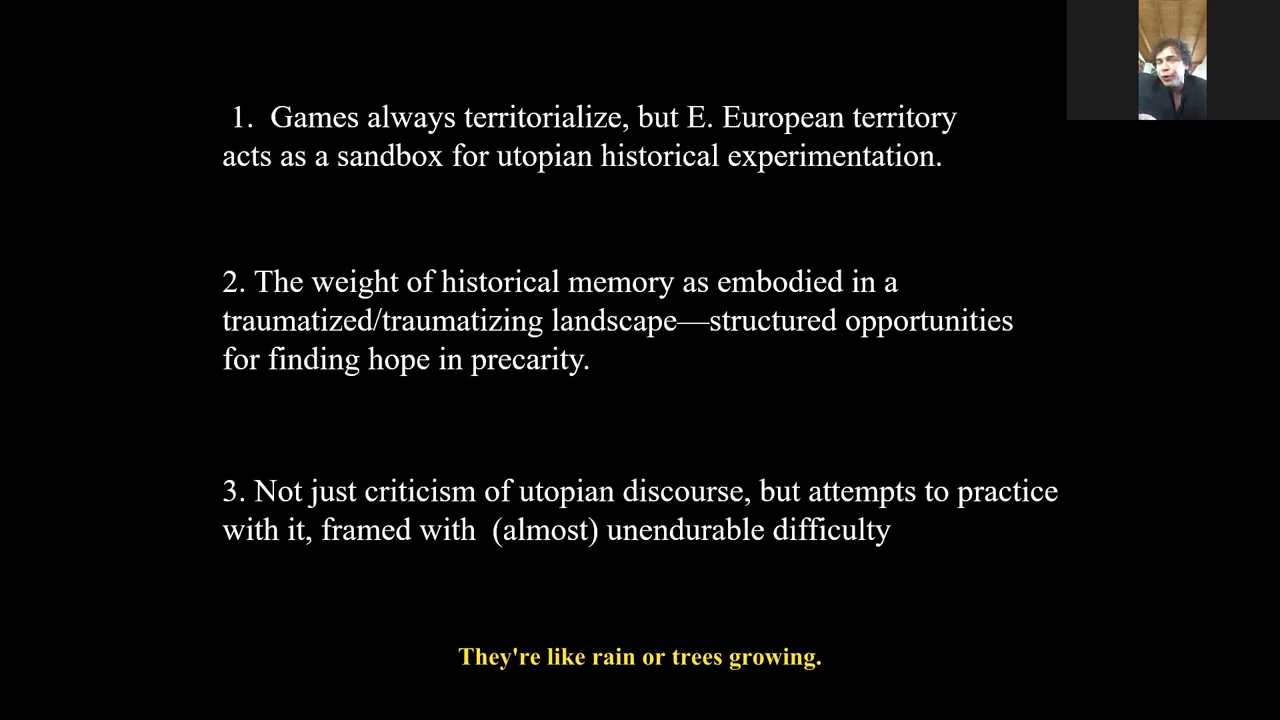 1. Games always territorialize, but E. European territory
acts as a sandbox for utopian historical experimentation.
2. The weight of historical memory as embodied in a
traumatized/traumatizing landscape—structured opportunities
for finding hope in precarity.
3. Not just criticism of utopian discourse, but attempts to practice
with it, framed with (almost) unendurable difficulty
They're like rain or trees growing.